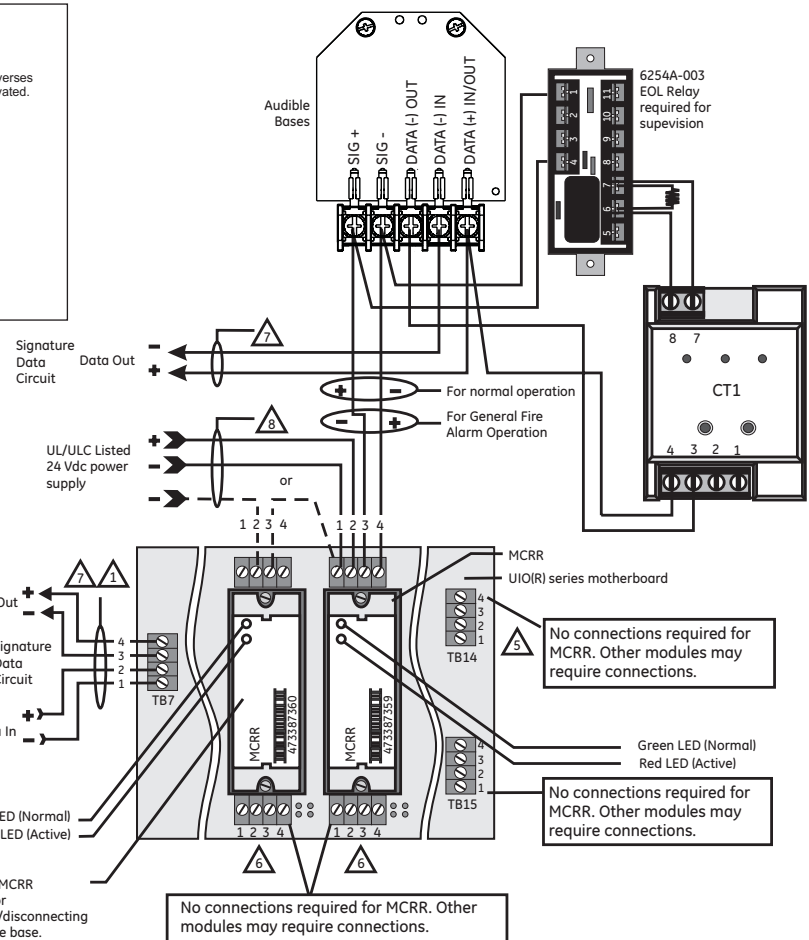 vated.
6254A-003
EOL Relay
required for
supevision
Audible
Bases
SIG +
SIG -
DATA (-) OUT
DATA (-) IN
DATA (+) IN/OUT
1
2
3
4
11
10
9
8
7
6
5
8 7
CT1
4 3 2 1
Signature
Data
Circuit
Data Out
-
+
7
+ -
For normal operation
- +
For General Fire
Alarm Operation
8
UL/ULC Listed
24 Vdc power
supply
+
-
-
or
1 2 3 4
1 2 3 4
MCRR
UIO(R) series motherboard
7 1
+
-
4
3
2
1
TB7
Circuit
+
-
In
MCRR
473387360
MCRR
473387359
4
3
2
1
TB14
5
No connections required for
MCRR. Other modules may
require connections.
Green LED (Normal)
Red LED (Active)
4
3
2
1
TB15
No connections required for
MCRR. Other modules may
require connections.
(Normal)
LED (Active)
1 2 3 4
1 2 3 4
6
6
MCRR
/disconnecting
base.
No connections required for MCRR. Other
modules may require connections.